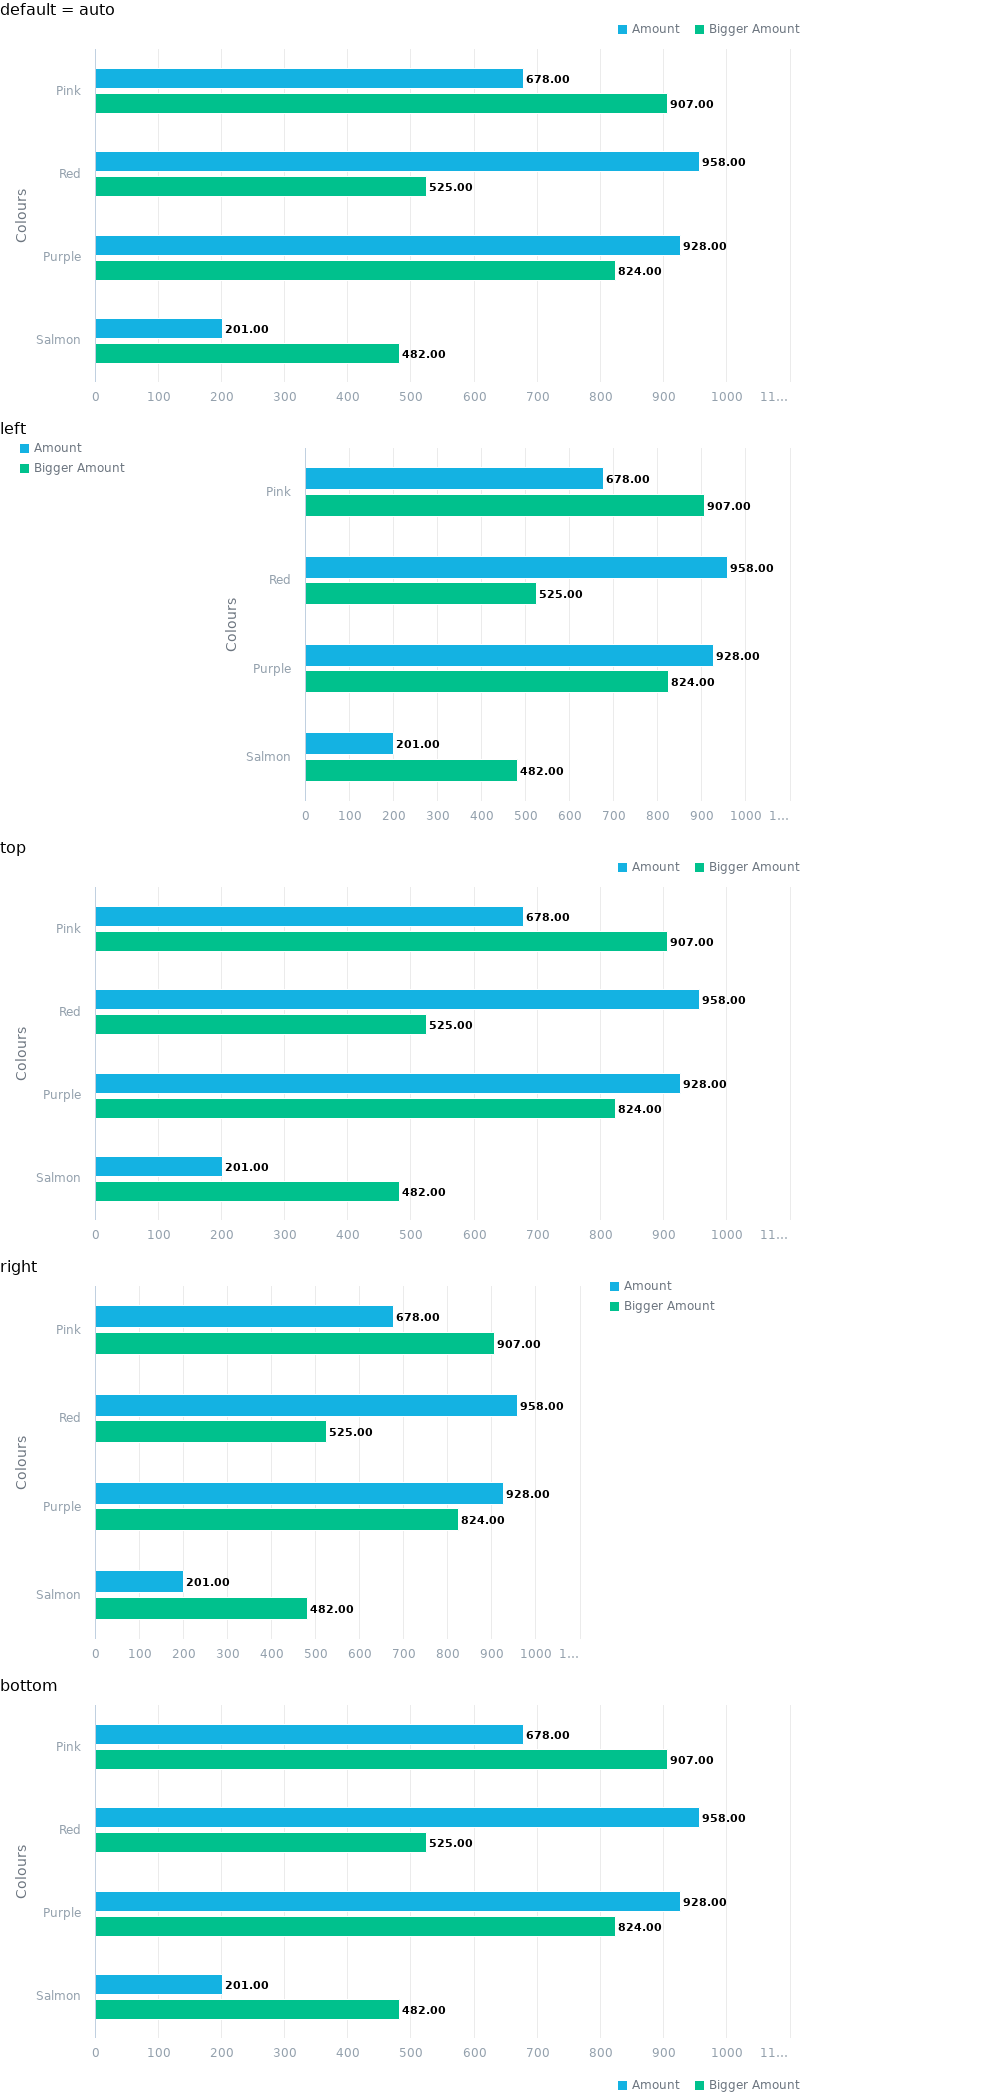 default = auto
Amount Bigger Amount
Pink 678.00
907.00
Red 958.00
525.00
Colours
Purple 928.00
824.00
Salmon 201.00
482.00
0 100 200 300 400 500 600 700 800 900 1000 11...
left
Amount
Bigger Amount
Pink 678.00
907.00
Red 958.00
525.00
Colours
Purple 928.00
824.00
Salmon 201.00
482.00
0 100 200 300 400 500 600 700 800 900 1000 1...
top
Amount Bigger Amount
Pink 678.00
907.00
Red 958.00
525.00
Colours
Purple 928.00
824.00
Salmon 201.00
482.00
0 100 200 300 400 500 600 700 800 900 1000 11...
right
Amount
Bigger Amount
Pink 678.00
907.00
Red 958.00
525.00
Colours
Purple 928.00
824.00
Salmon 201.00
482.00
0 100 200 300 400 500 600 700 800 900 1000 1...
bottom
Pink 678.00
907.00
Red 958.00
525.00
Colours
Purple 928.00
824.00
Salmon 201.00
482.00
0 100 200 300 400 500 600 700 800 900 1000 11...
Amount Bigger Amount